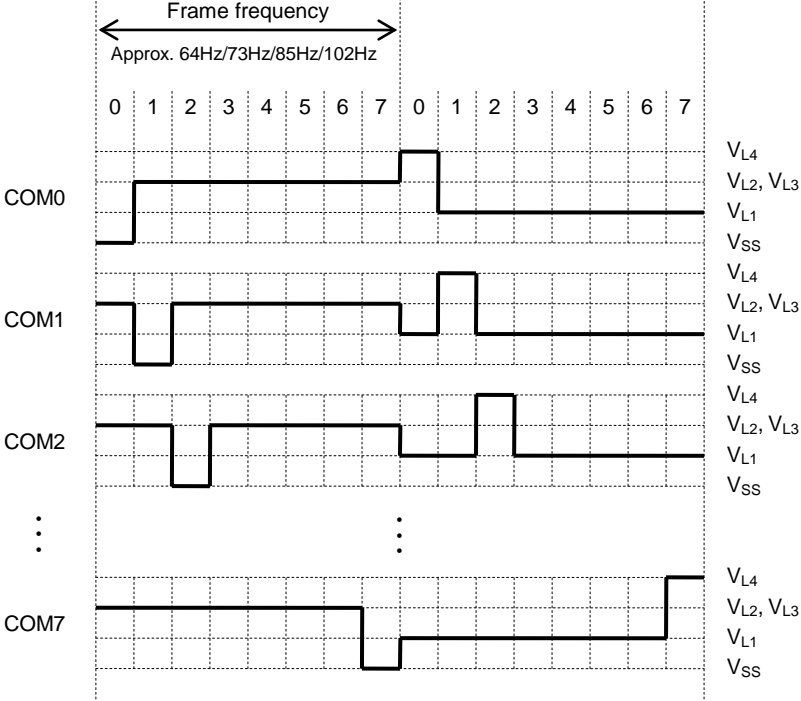 Frame frequency
Approx. 64Hz/73Hz/85Hz/102Hz
0 1 2 3 4 5 6 7 0 1 2 3 4 5 6 7
COM0
VL4
VL2, VL3
VL1
VSS
COM1
VL4
VL2, VL3
VL1
VSS
COM2
VL4
VL2, VL3
VL1
VSS
COM7
VL4
VL2, VL3
VL1
VSS